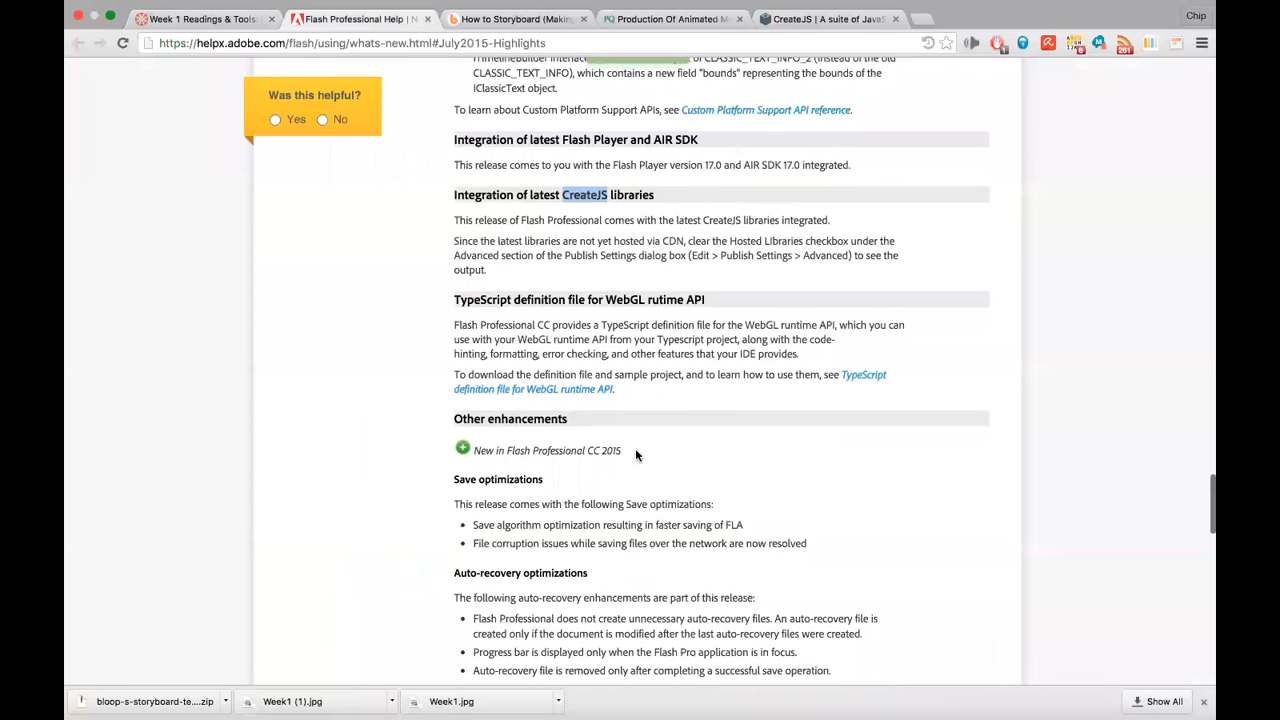 Week 1 Readings & Tools:
Flash Professional Help | N
How to Storyboard (Making
Production Of Animated M
CreateJS | A suite of JavaS
Chip
https://helpx.adobe.com/flash/using/whats-new.html#July2015-Highlights
1
8
261
of CLASSIC_TEXT_INFO_2 (instead of the old
Was this helpful?
Yes
No
CLASSIC_TEXT_INFO), which contains a new field "bounds" representing the bounds of the
IClassicText object.
To learn about Custom Platform Support APIs, see Custom Platform Support API reference.
Integration of latest Flash Player and AIR SDK
This release comes to you with the Flash Player version 17.0 and AIR SDK 17.0 integrated.
Integration of latest CreateJS libraries
This release of Flash Professional comes with the latest CreateJS libraries integrated.
Since the latest libraries are not yet hosted via CDN, clear the Hosted LIbraries checkbox under the
Advanced section of the Publish Settings dialog box (Edit > Publish Settings > Advanced) to see the
output.
TypeScript definition file for WebGL rutime API
Flash Professional CC provides a TypeScript definition file for the WebGL runtime API, which you can
use with your WebGL runtime API from your Typescript project, along with the code-
hinting, formatting, error checking, and other features that your IDE provides.
To download the definition file and sample project, and to learn how to use them, see TypeScript
definition file for WebGL runtime API.
Other enhancements
New in Flash Professional CC 2015
Save optimizations
This release comes with the following Save optimizations:
• Save algorithm optimization resulting in faster saving of FLA
• File corruption issues while saving files over the network are now resolved
Auto-recovery optimizations
The following auto-recovery enhancements are part of this release:
• Flash Professional does not create unnecessary auto-recovery files. An auto-recovery file is
created only if the document is modified after the last auto-recovery files were created.
• Progress bar is displayed only when the Flash Pro application is in focus.
• Auto-recovery file is removed only after completing a successful save operation.
bloop-s-storyboard-te....zip
Week1 (1).jpg
Week1.jpg
Show All